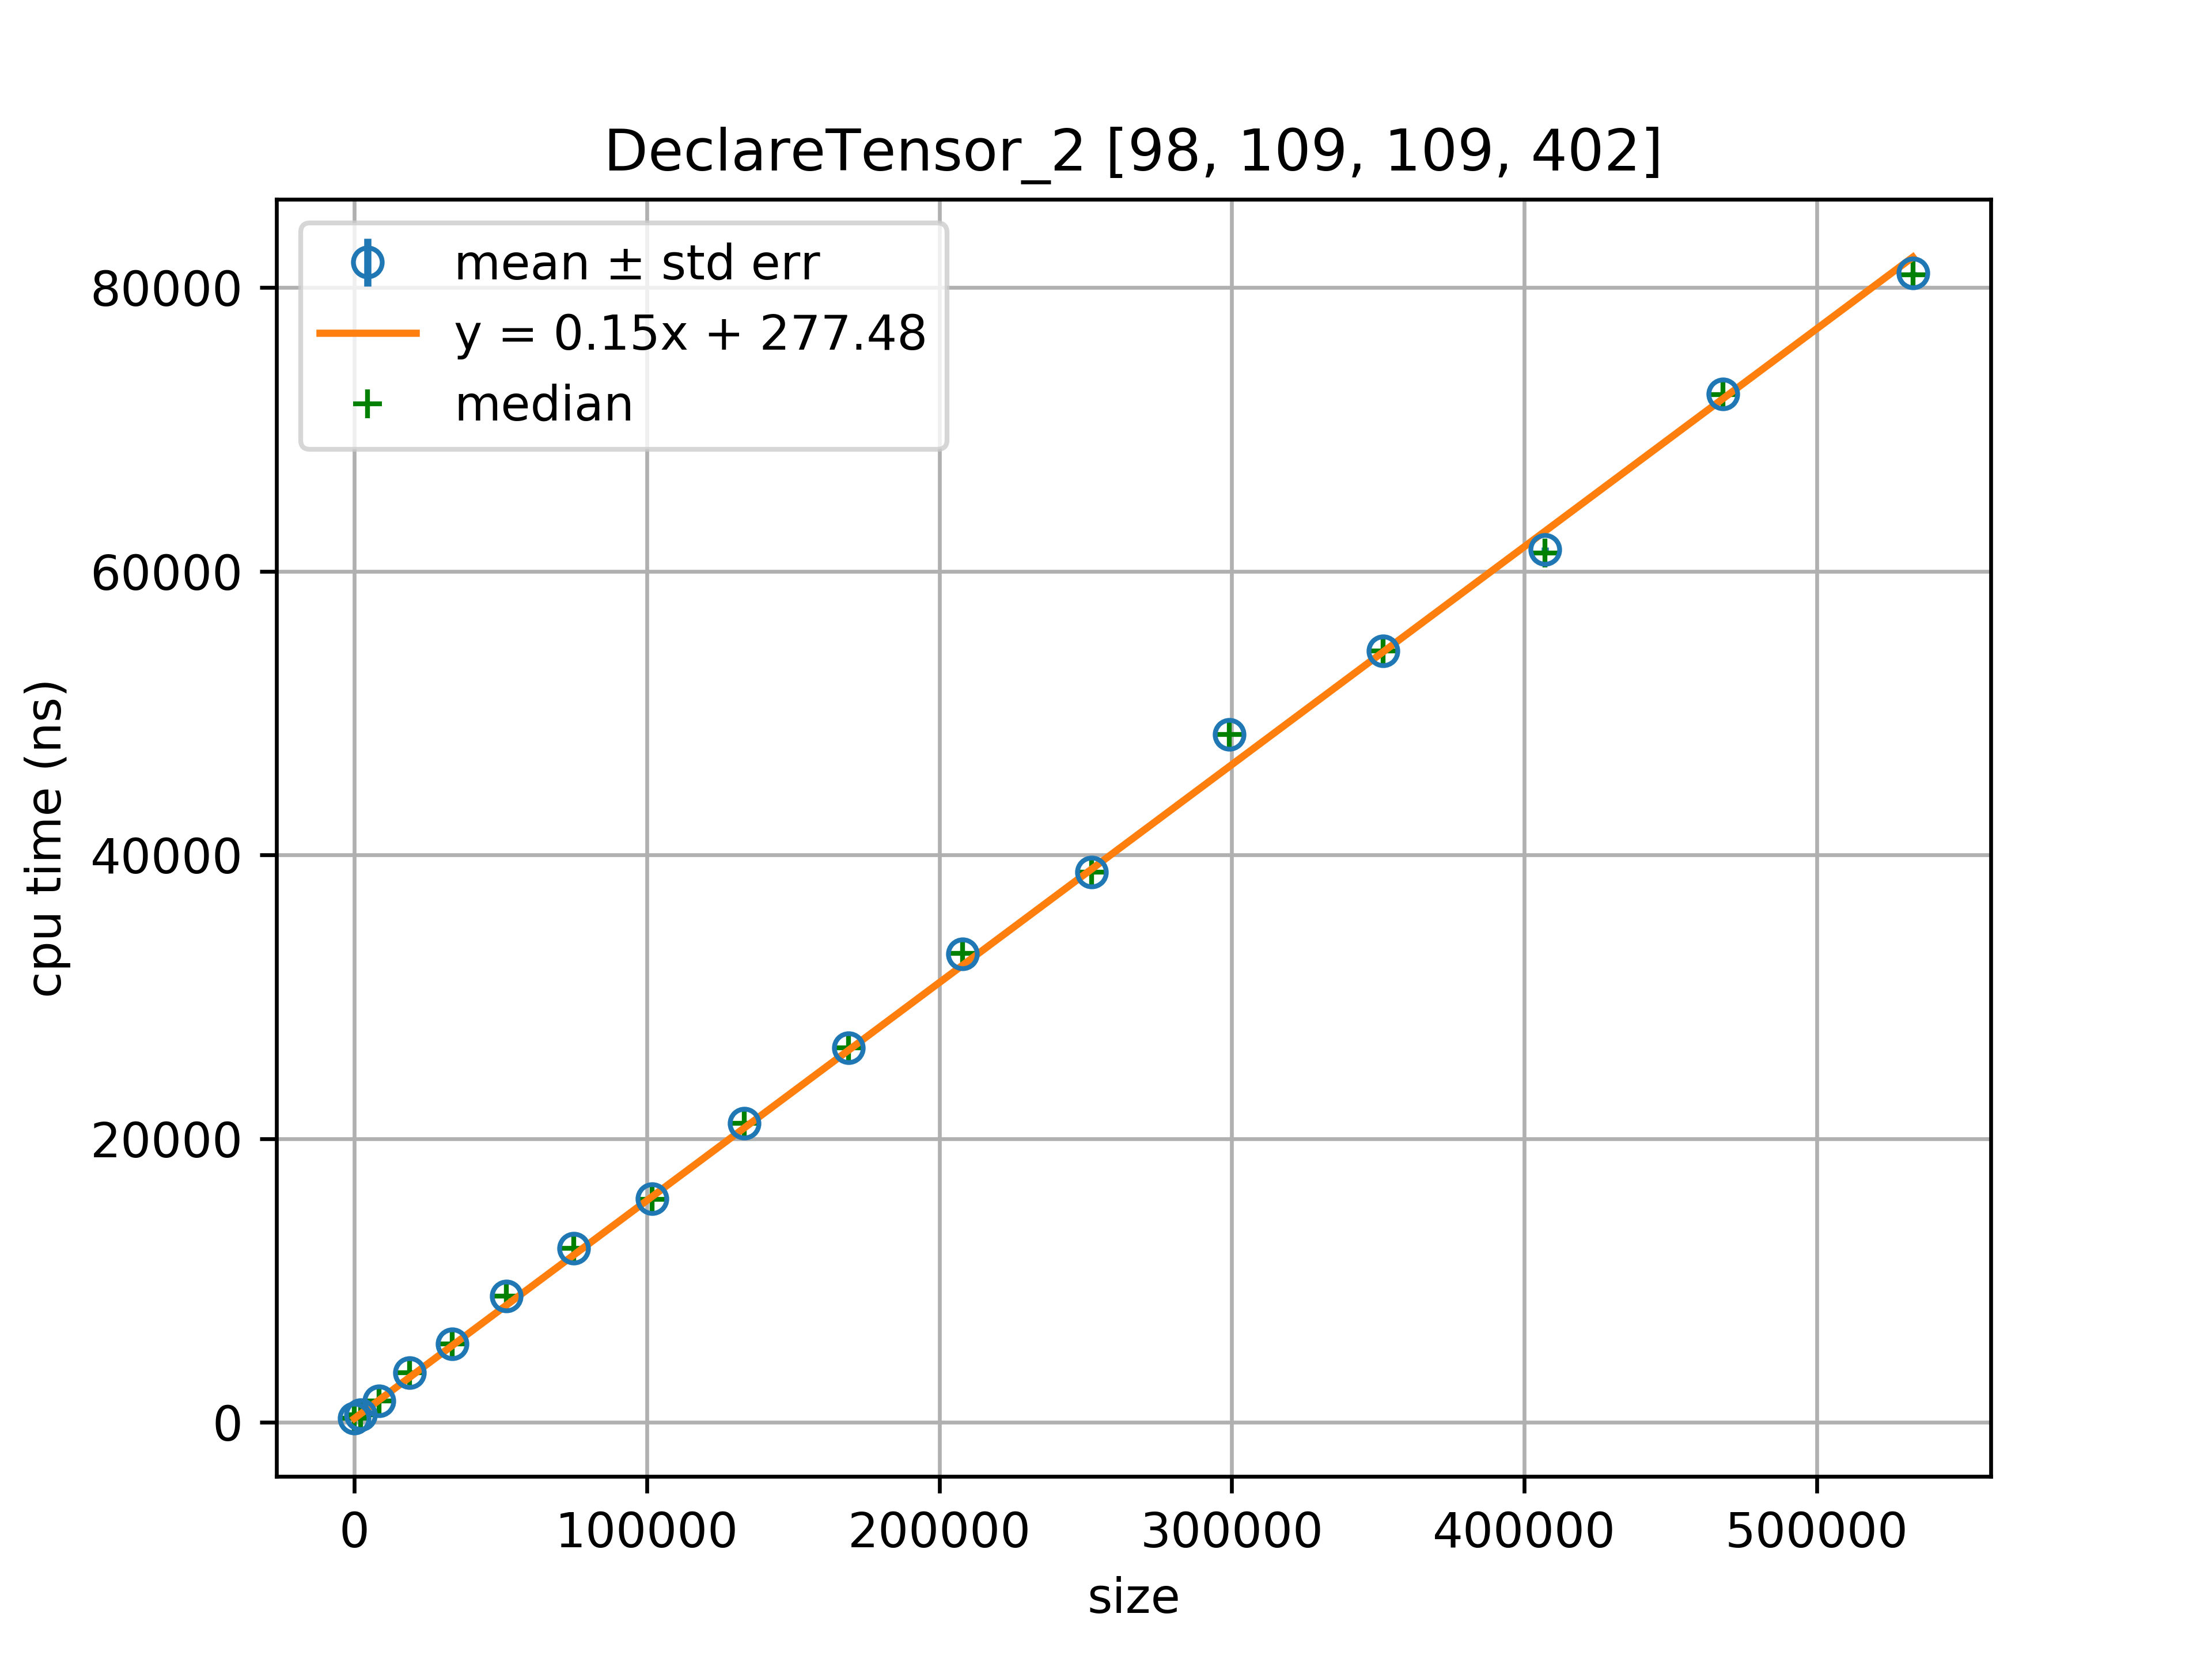 DeclareTensor_2 [98, 109, 109, 402]
mean ± std err
y = 0.15x + 277.48
median
80000
60000
40000
20000
0
cpu time (ns)
0 100000 200000 300000 400000 500000
size